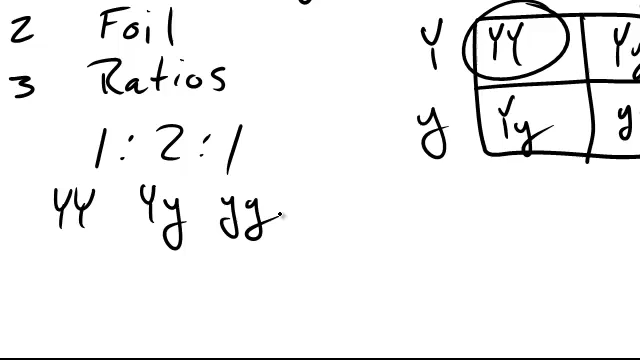 2 Foil
3 Ratios
1 : 2 : 1
YY Yy yy
Y YY
y Yy y